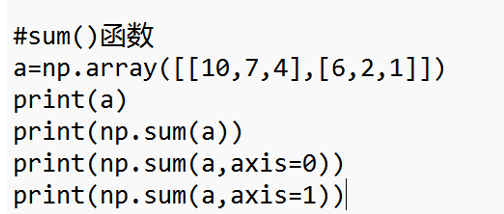 #sum()函数
a=np.array([[10,7,4],[6,2,1]])
print(a)
print(np.sum(a))
print(np.sum(a,axis=0))
print(np.sum(a,axis=1))